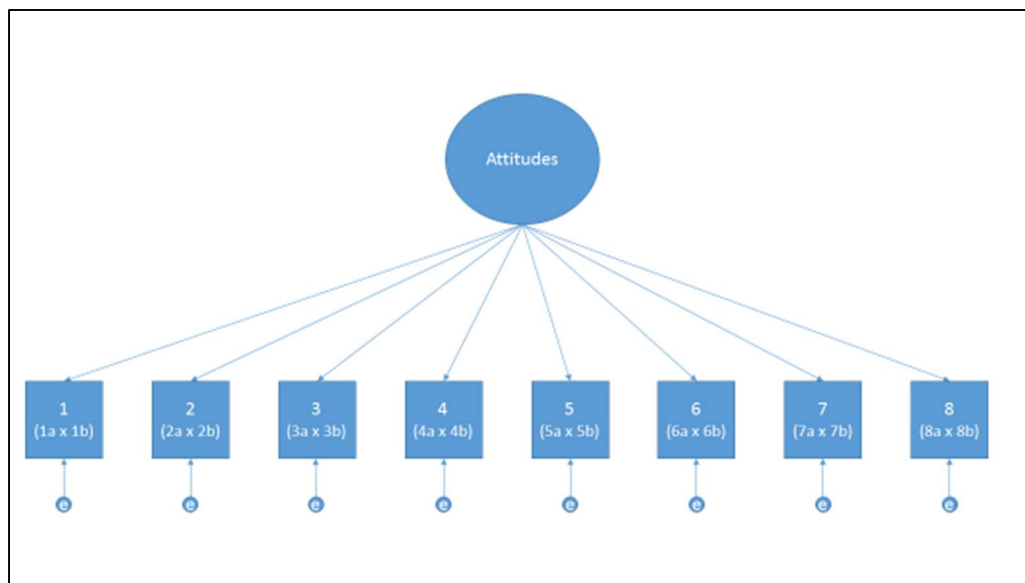 Attitudes
1
(1a x 1b)
2
(2a x 2b)
3
(3a x 3b)
4
(4a x 4b)
5
(5a x 5b)
6
(6a x 6b)
7
(7a x 7b)
8
(8a x 8b)
e
e
e
e
e
e
e
e